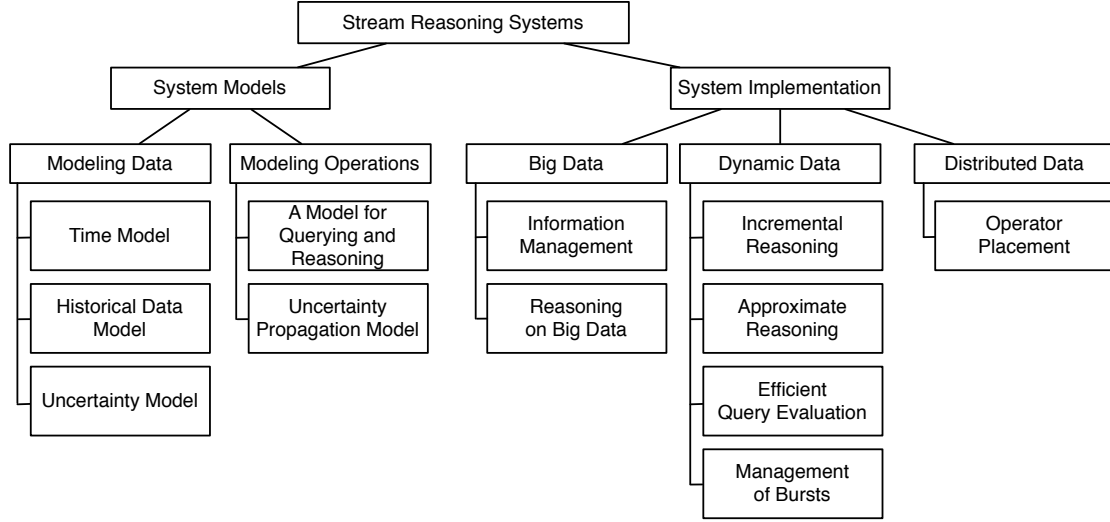 Stream Reasoning Systems
System Models
System Implementation
Modeling Data
Modeling Operations
Big Data
Dynamic Data
Distributed Data
Time Model
Historical Data
Model
Uncertainty Model
A Model for
Querying and
Reasoning
Uncertainty
Propagation Model
Information
Management
Reasoning
on Big Data
Incremental
Reasoning
Approximate
Reasoning
Efficient
Query Evaluation
Management
of Bursts
Operator
Placement